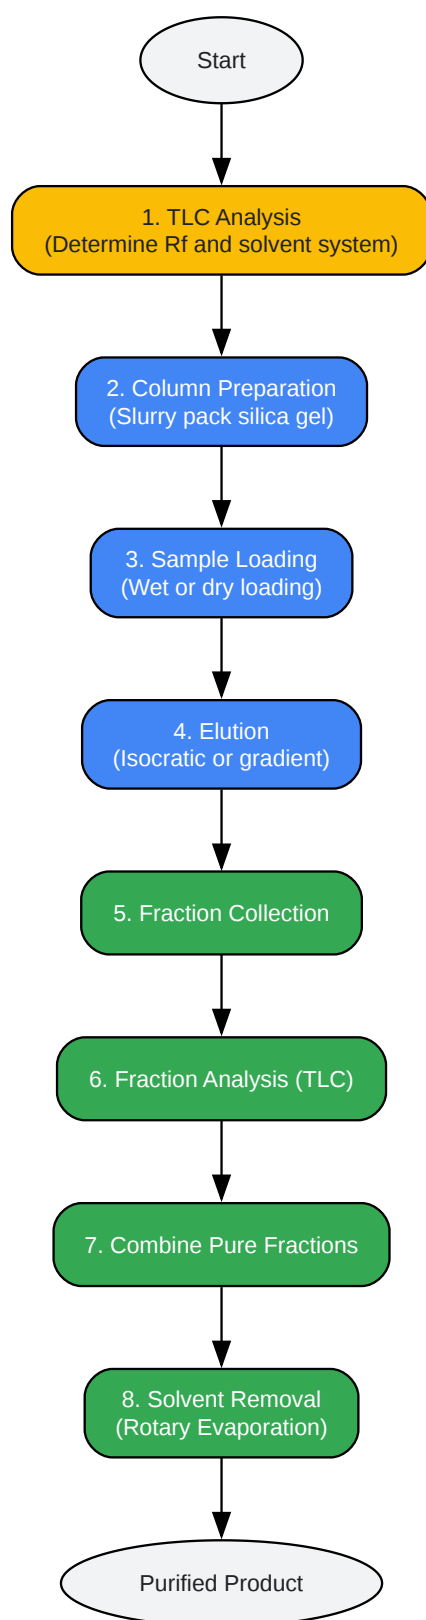 Start
1. TLC Analysis
(Determine Rf and solvent system)
2. Column Preparation
(Slurry pack silica gel)
3. Sample Loading
(Wet or dry loading)
4. Elution
(Isocratic or gradient)
5. Fraction Collection
6. Fraction Analysis (TLC)
7. Combine Pure Fractions
8. Solvent Removal
(Rotary Evaporation)
Purified Product